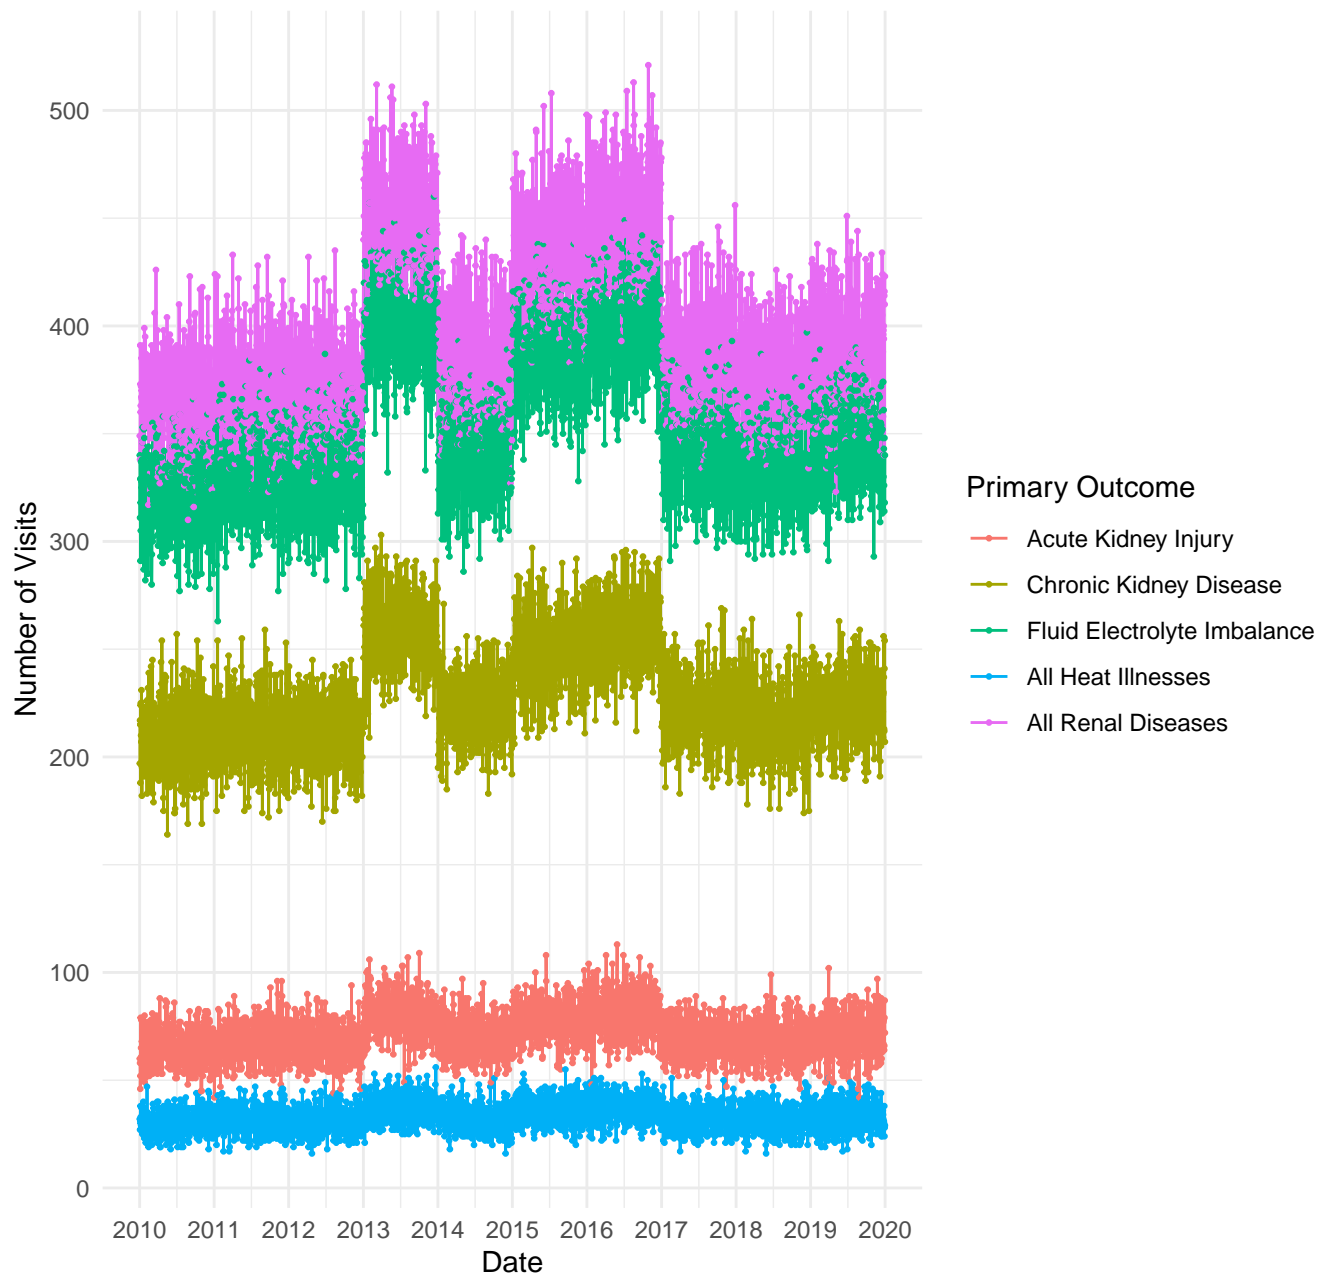 500
400
300
200
100
0
Number of Visits
2010 2011 2012 2013 2014 2015 2016 2017 2018 2019 2020
Date
Primary Outcome
Acute Kidney Injury
Chronic Kidney Disease
Fluid Electrolyte Imbalance
All Heat Illnesses
All Renal Diseases